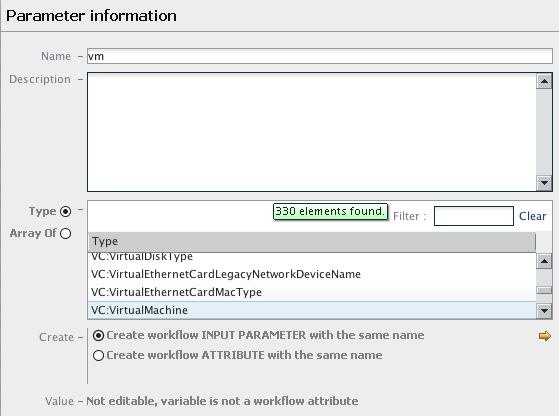 Parameter information
Name
vm
Description
330 elements found.
Filter :
Clear
Type
Array Of
Type
VC:VirtualDiskType
VC:VirtualEthernetCardLegacyNetworkDeviceName
VC:VirtualEthernetCardMacType
VC:VirtualMachine
Create
Create workflow INPUT PARAMETER with the same name
Create workflow ATTRIBUTE with the same name
Value
Not editable, variable is not a workflow attribute